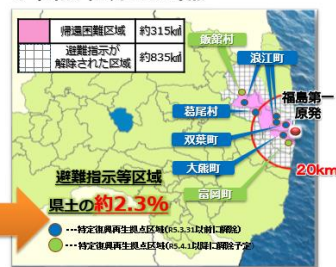 帰還困難区域 約315㎢
避難指示が
解除された区域 約835㎢
飯舘村
浪江町
福島第一
原発
葛尾村
双葉町
大熊町
富岡町
20km
避難指示等区域
県土の約2.3%
●…特定復興再生拠点区域(R5.3.31以前に解除)
●…特定復興再生拠点区域(R5.4.1以降に解除予定)